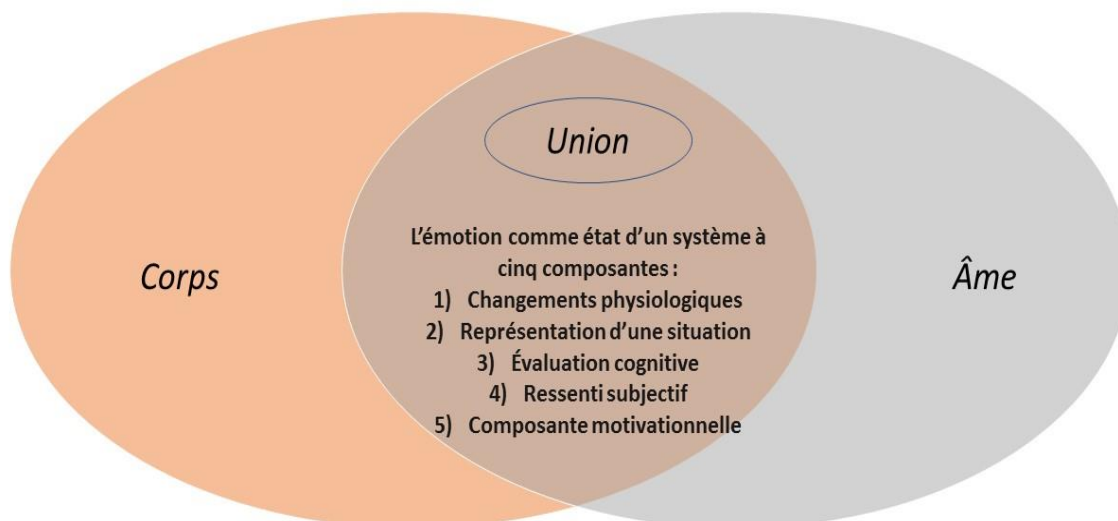 Union
L’émotion comme état d’un système à
cinq composantes :
1) Changements physiologiques
2) Représentation d’une situation
3) Évaluation cognitive
4) Ressenti subjectif
5) Composante motivationnelle
Corps
Âme